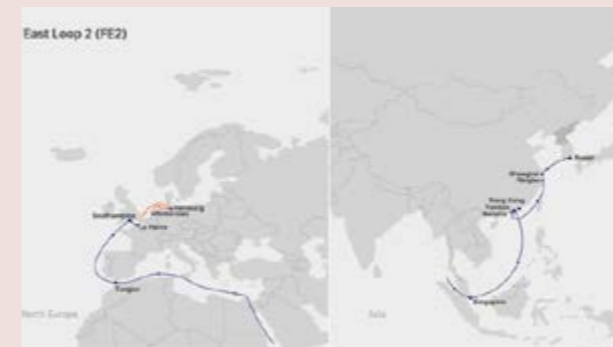 East Loop 2 (FE2)
Southampton
Hamburg
Le Havre
Tangier
North Europe
Busan
Shanghai
Ningbo
Hong Kong
Yantian
Singapore
Asia